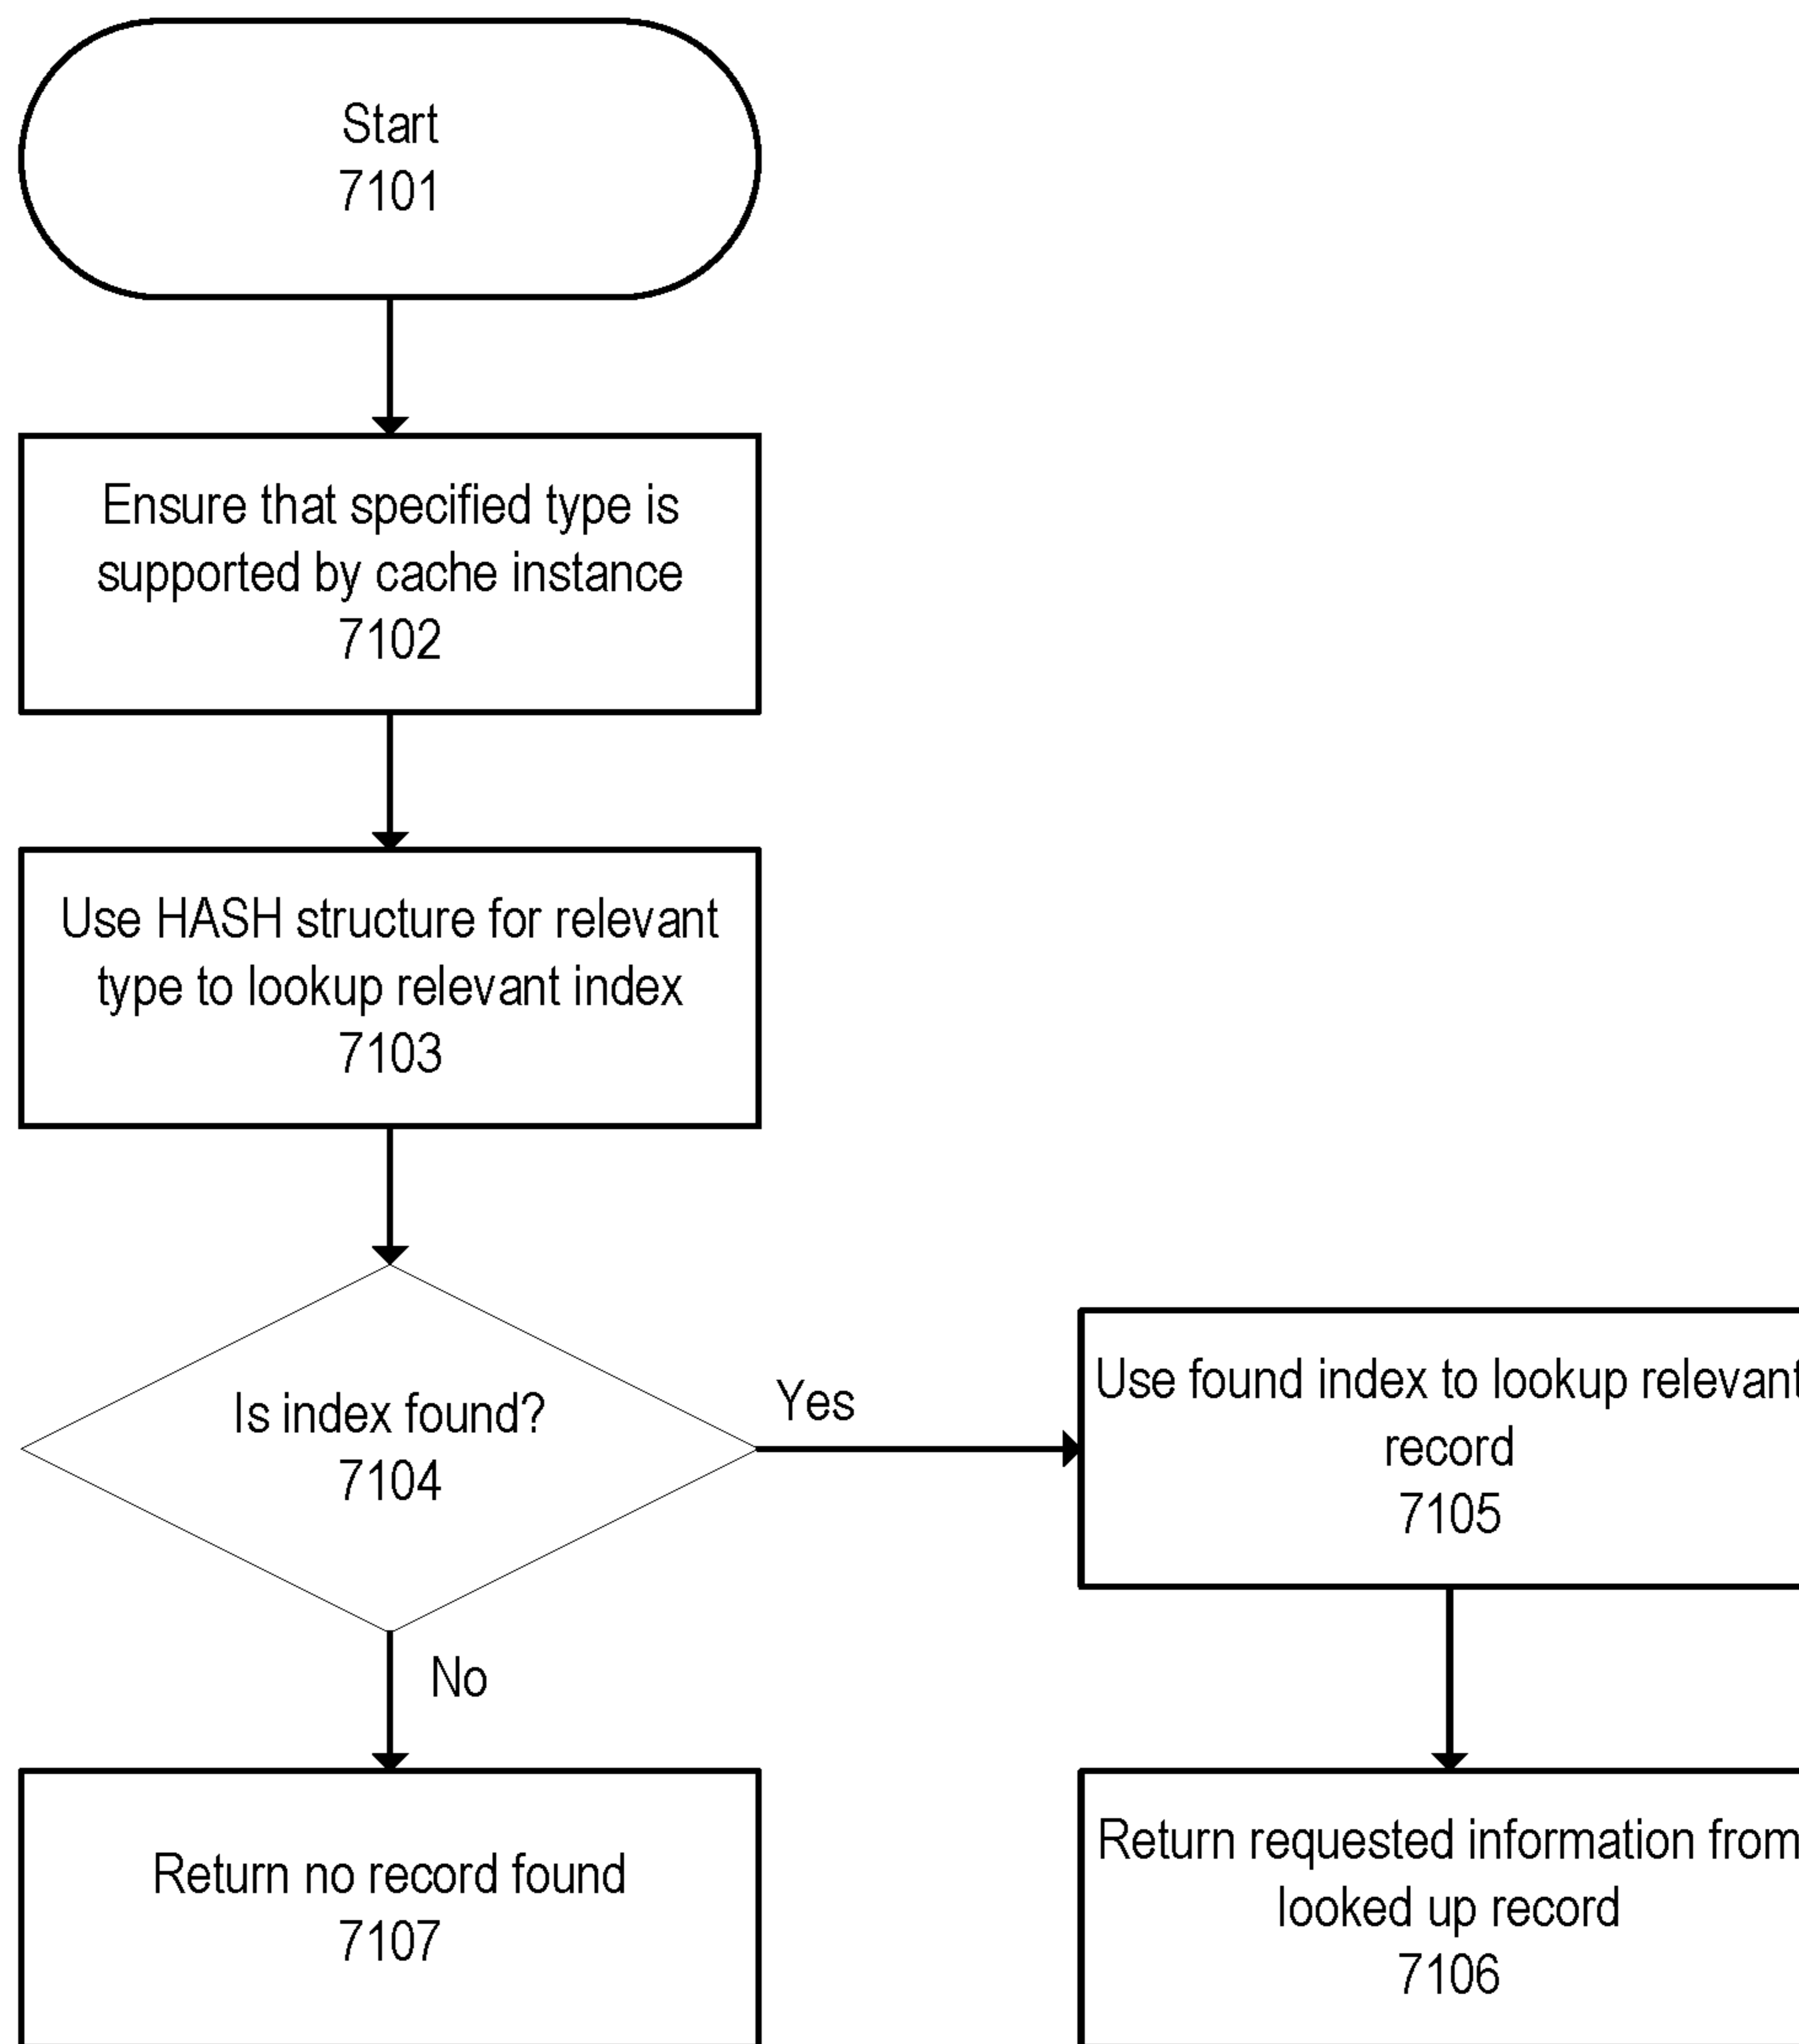 Start
7101
Ensure that specified type is
supported by cache instance
7102
Use HASH structure for relevant
type to lookup relevant index
7103
Is index found?
7104
Yes
No
Use found index to lookup relevant
record
7105
Return no record found
7107
Return requested information from
looked up record
7106